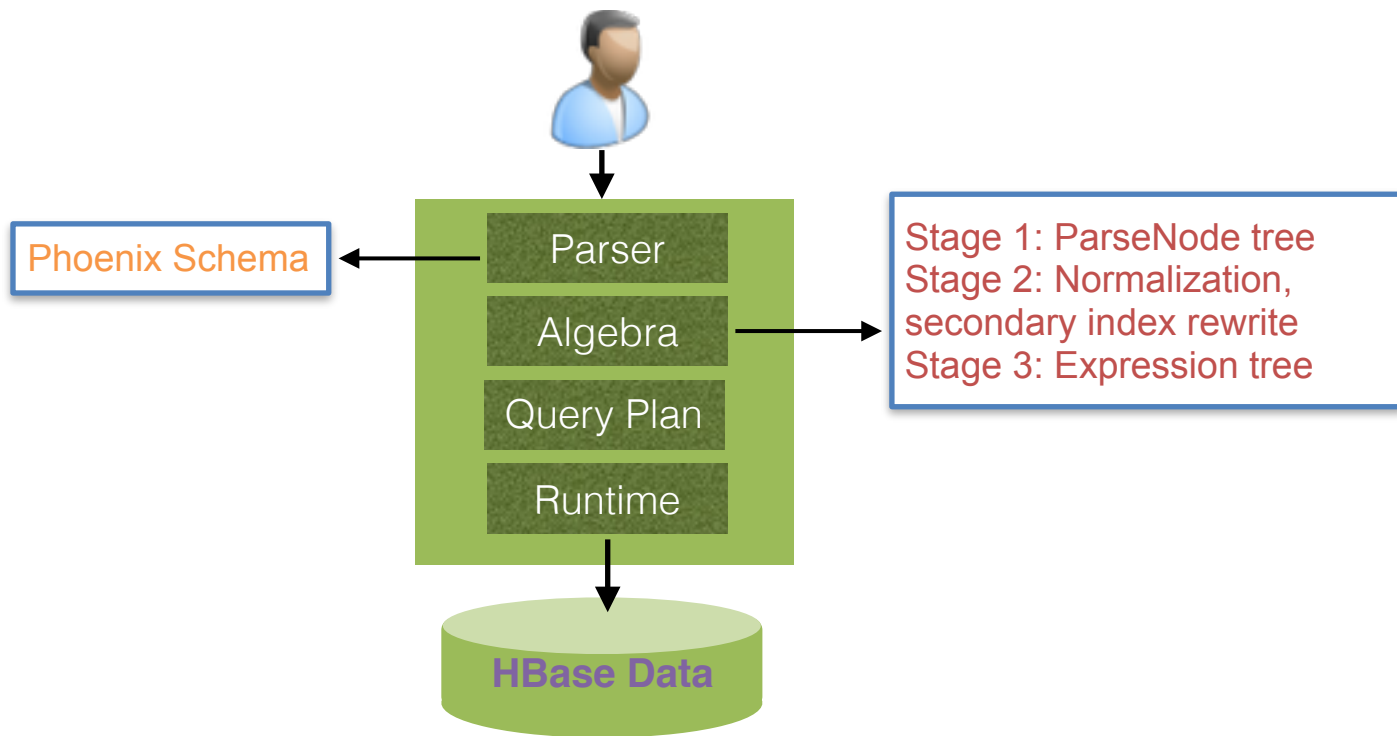 Phoenix Schema
Parser
Algebra
Query Plan
Runtime
Stage 1: ParseNode tree
Stage 2: Normalization,
secondary index rewrite
Stage 3: Expression tree
HBase Data